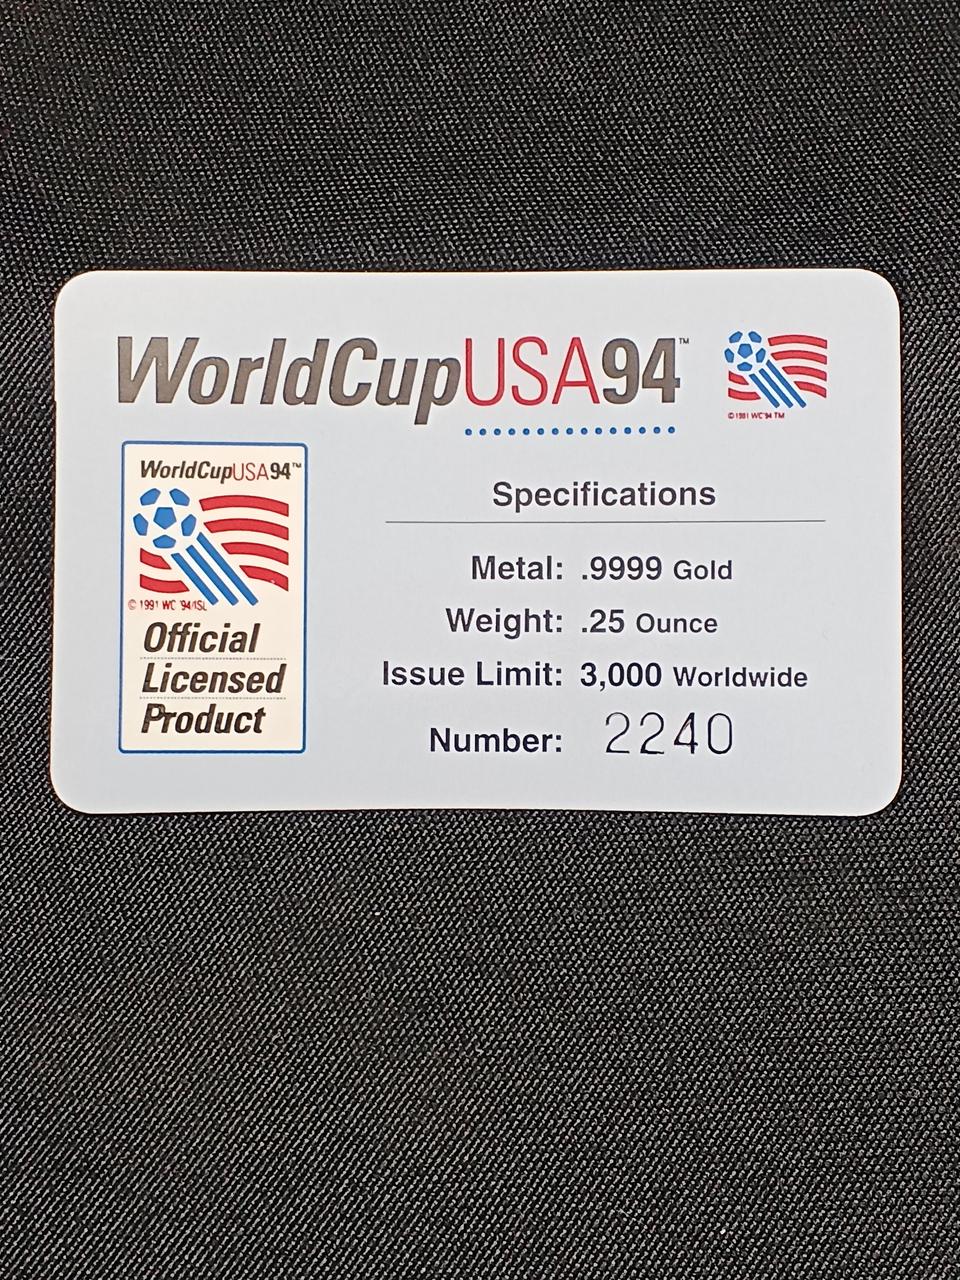 WorldCupUSA94™
© 1991 WC'94 TM
WorldCupUSA94™
© 1991 WC '94/ISL
Official
Licensed
Product
Specifications
Metal: .9999 Gold
Weight: .25 Ounce
Issue Limit: 3,000 Worldwide
Number: 2240